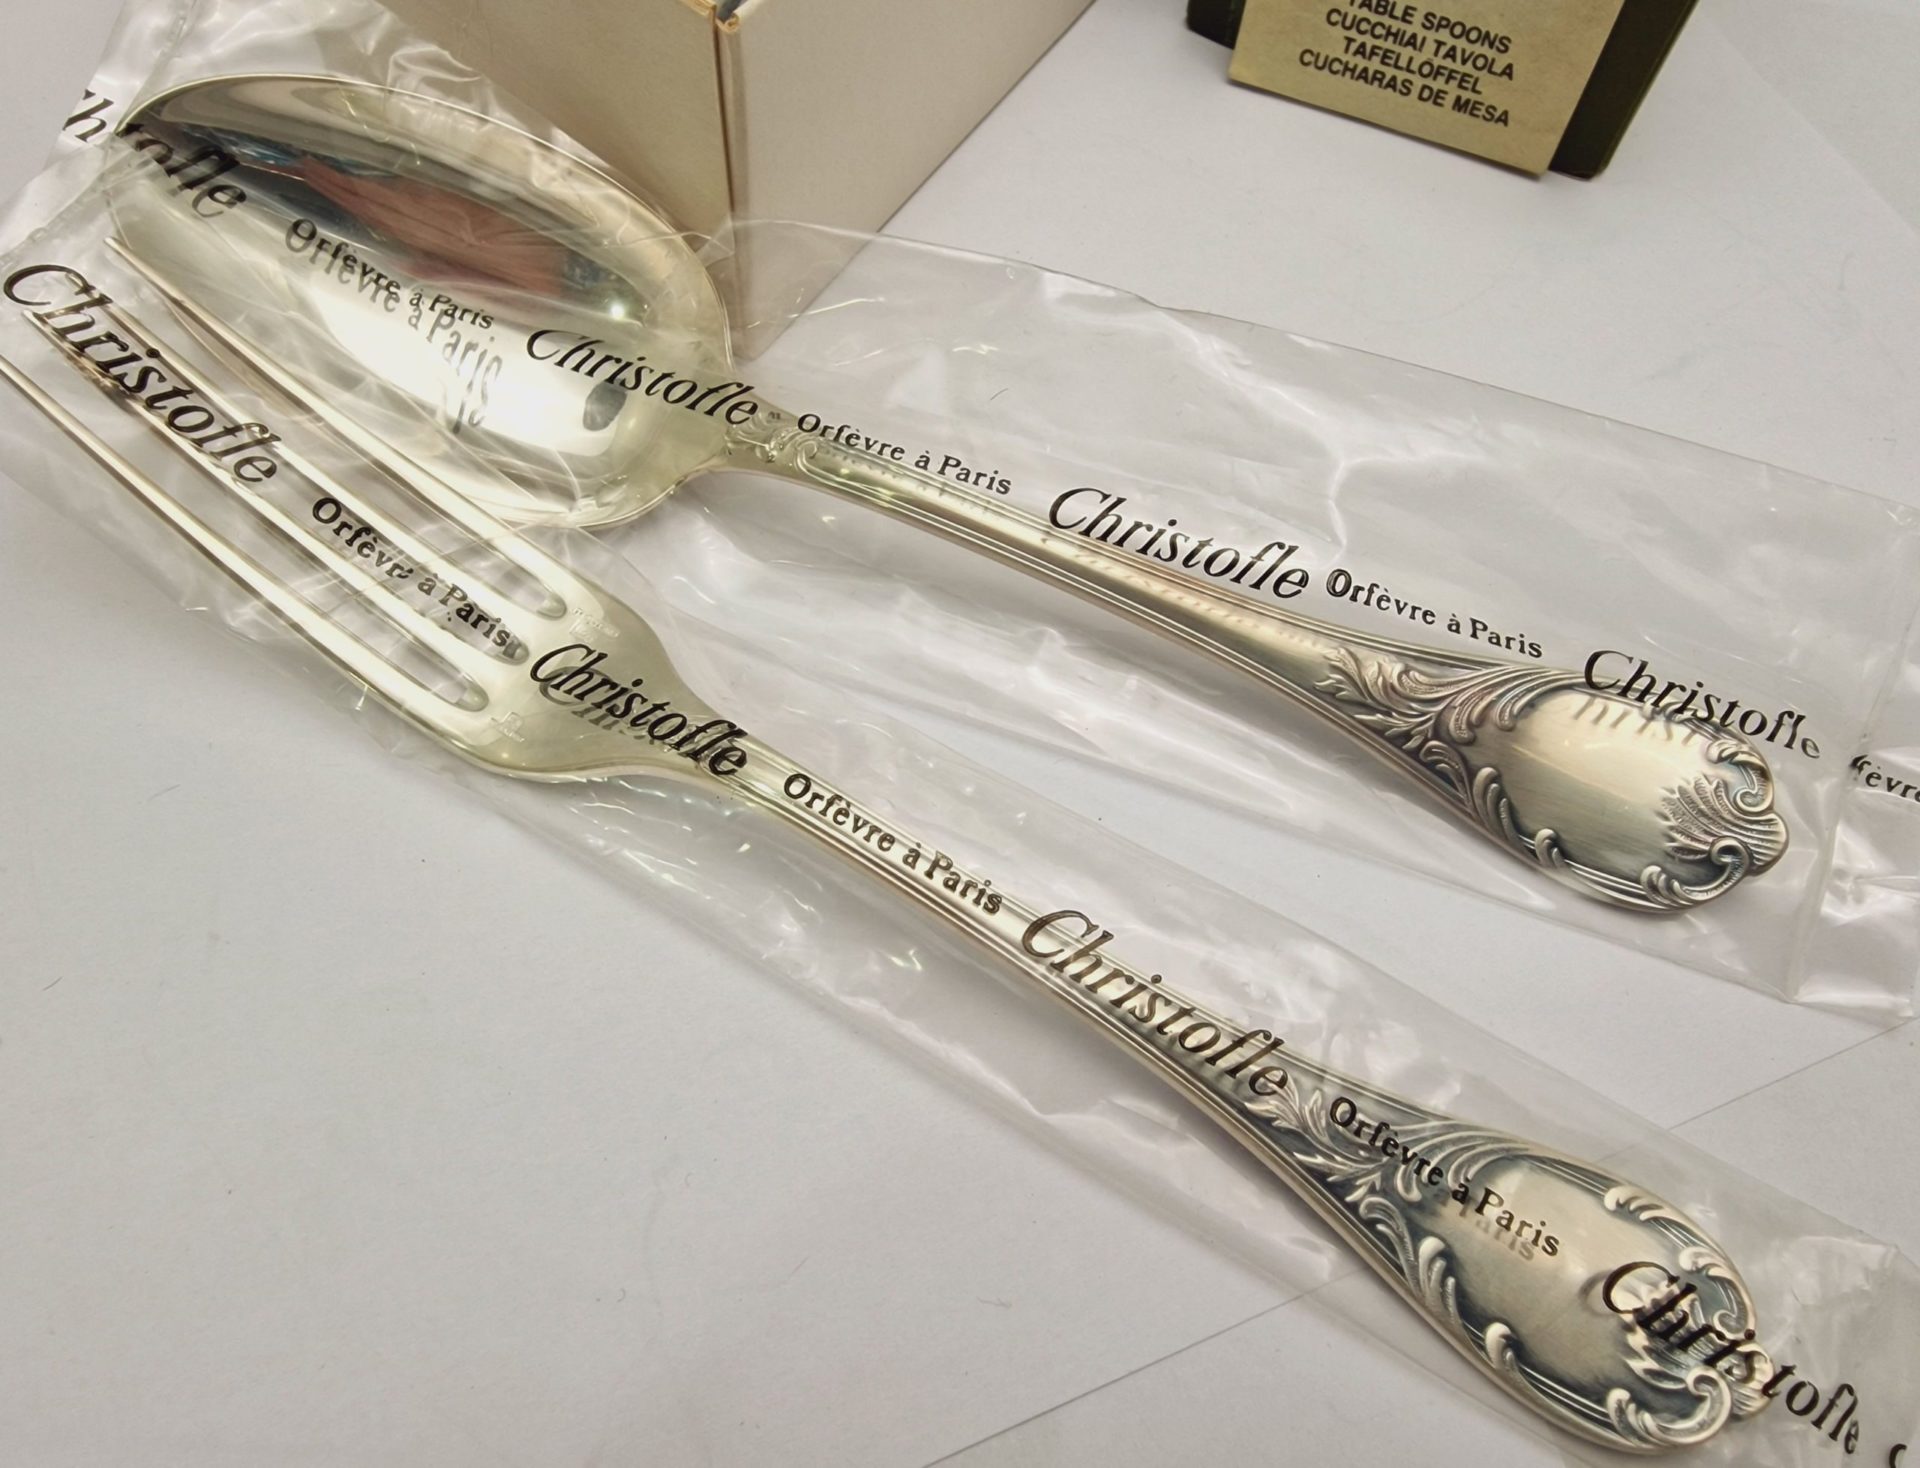 TABLE SPOONS
CUCCHIAI TAVOLA
TAFELLÖFFEL
CUCHARAS DE MESA
Christofle Orfèvre à Paris Christofle Orfèvre à Paris Christofle Orfèvre à Paris Christofle
Christofle Orfèvre à Paris Christofle Orfèvre à Paris Christofle Orfèvre à Paris Christofle